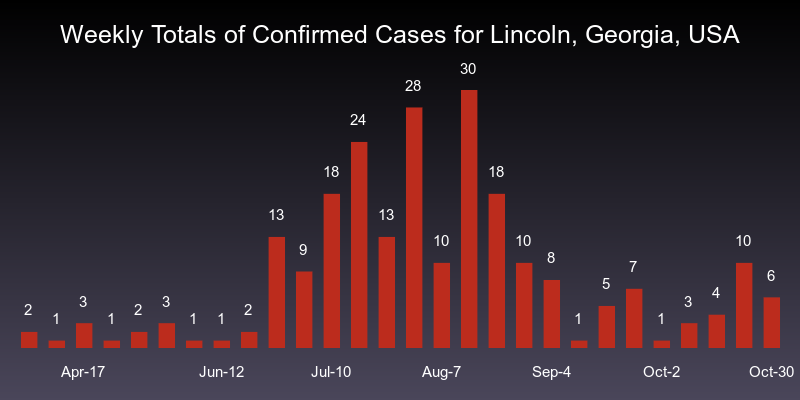 Weekly Totals of Confirmed Cases for Lincoln, Georgia, USA
2 1 3 1 2 3 1 1 2 13 9 18 24 13 28 10 30 18 10 8 1 5 7 1 3 4 10 6
Apr-17 Jun-12 Jul-10 Aug-7 Sep-4 Oct-2 Oct-30